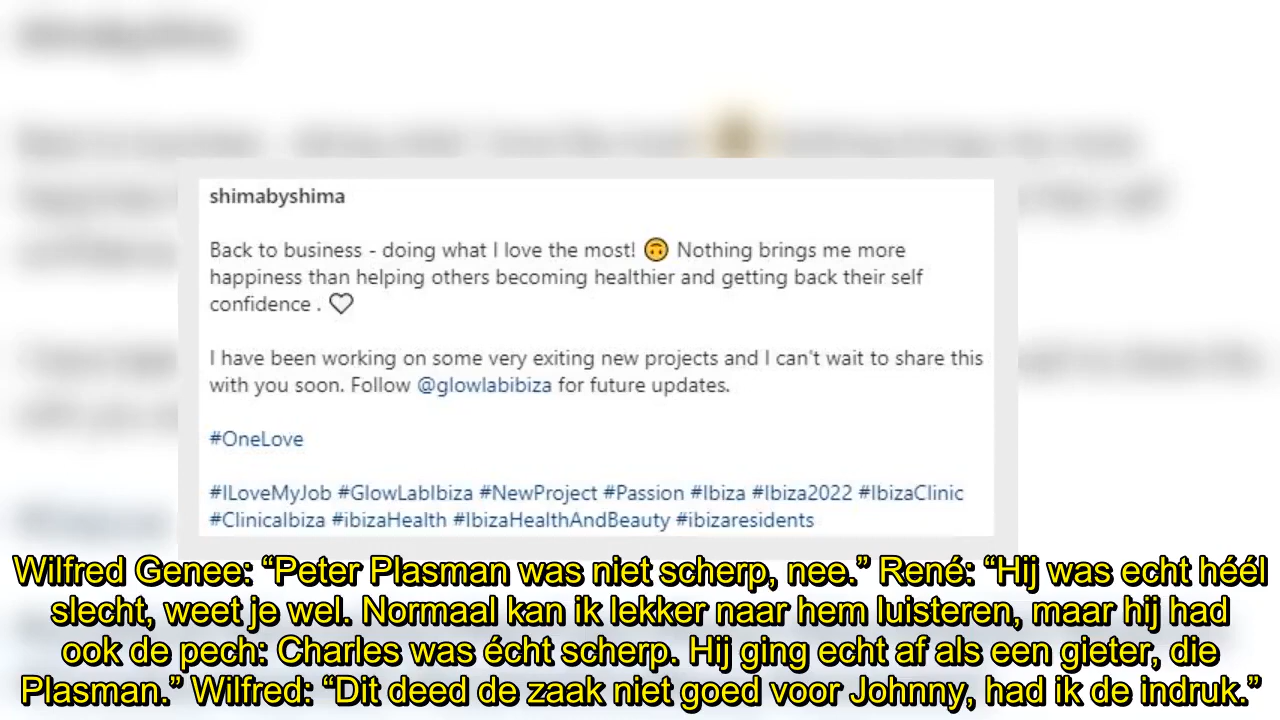 shimabyshima
Back to business - doing what I love the most! 🙃 Nothing brings me more
happiness than helping others becoming healthier and getting back their self
confidence . ♡
I have been working on some very exiting new projects and I can't wait to share this
with you soon. Follow @glowlabibiza for future updates.
#OneLove
#ILoveMyJob #GlowLabIbiza #NewProject #Passion #Ibiza #Ibiza2022 #IbizaClinic
#ClinicaIbiza #ibizaHealth #IbizaHealthAndBeauty #ibizaresidents
Wilfred Genee: “Peter Plasman was niet scherp, nee.” René: “Hij was echt héél
slecht, weet je wel. Normaal kan ik lekker naar hem luisteren, maar hij had
ook de pech: Charles was écht scherp. Hij ging echt af als een gieter, die
Plasman.” Wilfred: “Dit deed de zaak niet goed voor Johnny, had ik de indruk.”